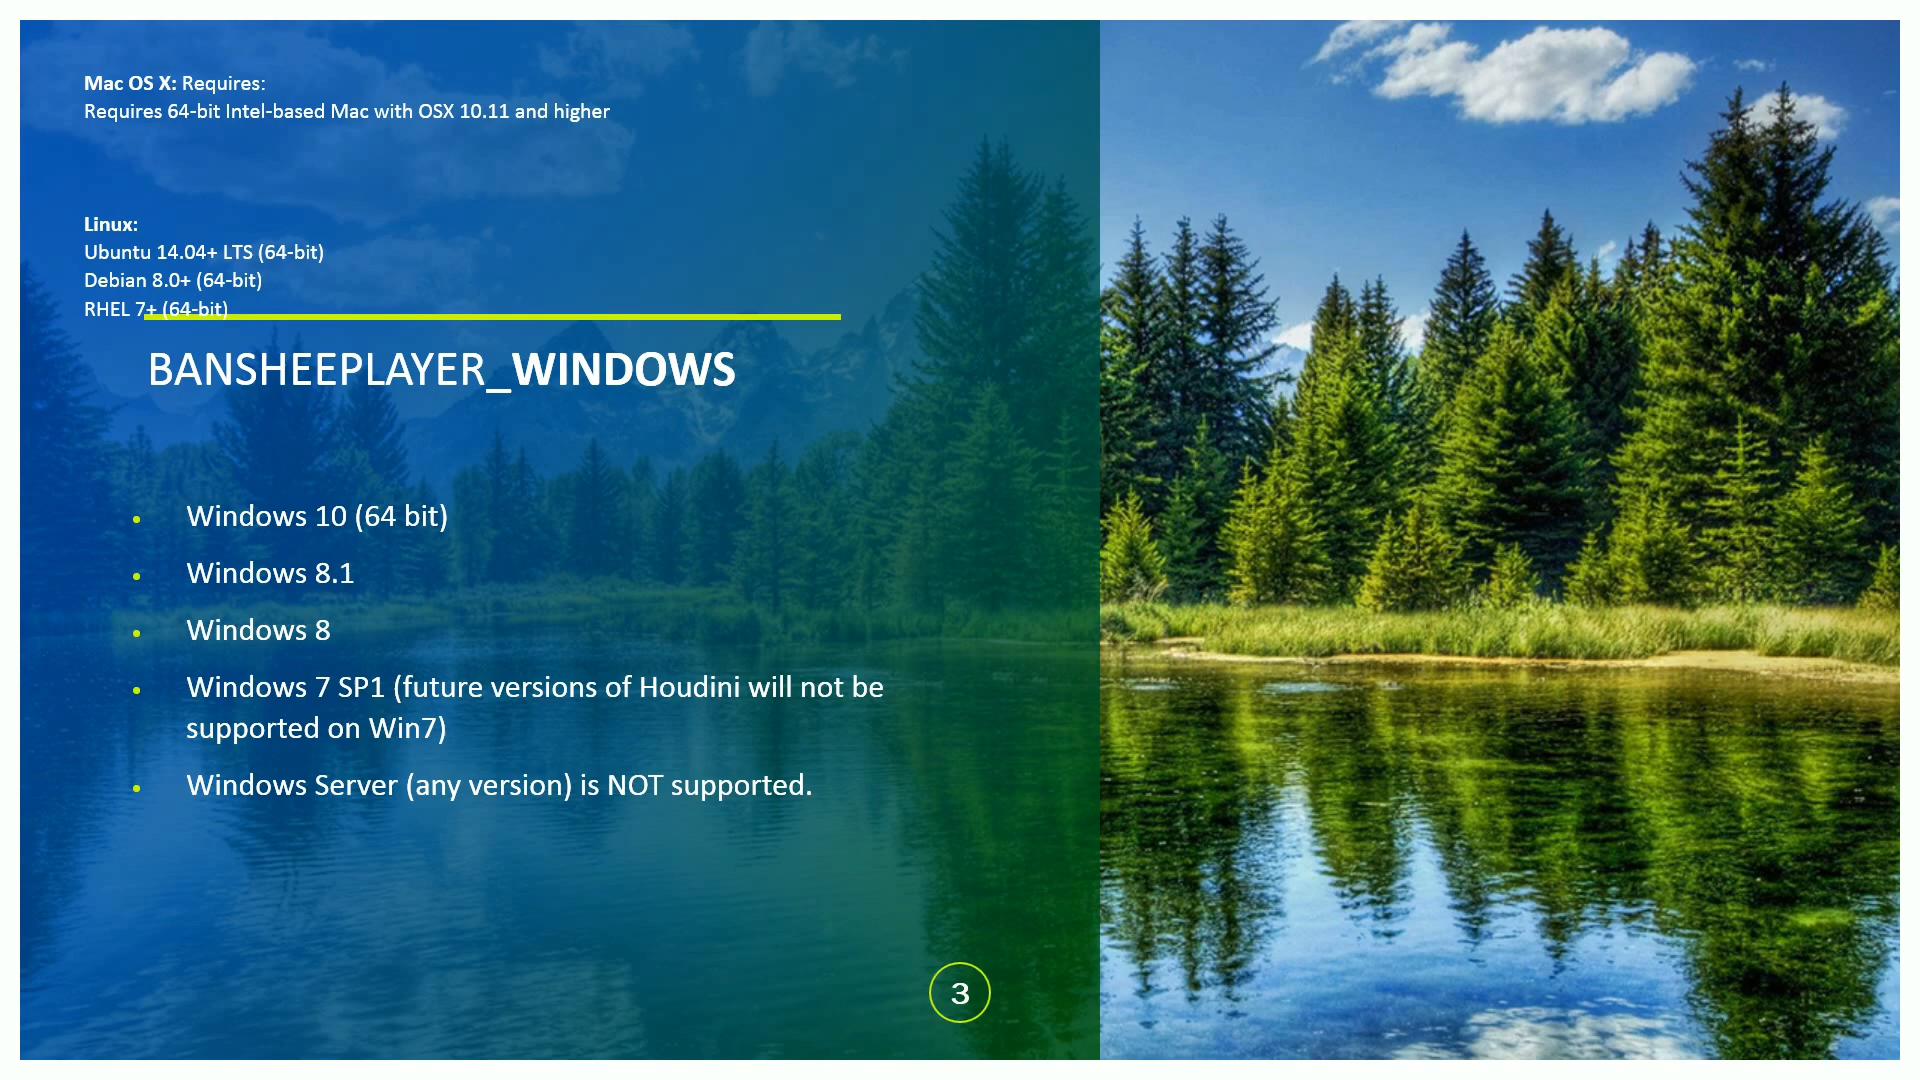 Mac OS X: Requires:
Requires 64-bit Intel-based Mac with OSX 10.11 and higher
Linux:
Ubuntu 14.04+ LTS (64-bit)
Debian 8.0+ (64-bit)
RHEL 7+ (64-bit)
BANSHEEPLAYER_WINDOWS
• Windows 10 (64 bit)
• Windows 8.1
• Windows 8
• Windows 7 SP1 (future versions of Houdini will not be
supported on Win7)
• Windows Server (any version) is NOT supported.
3